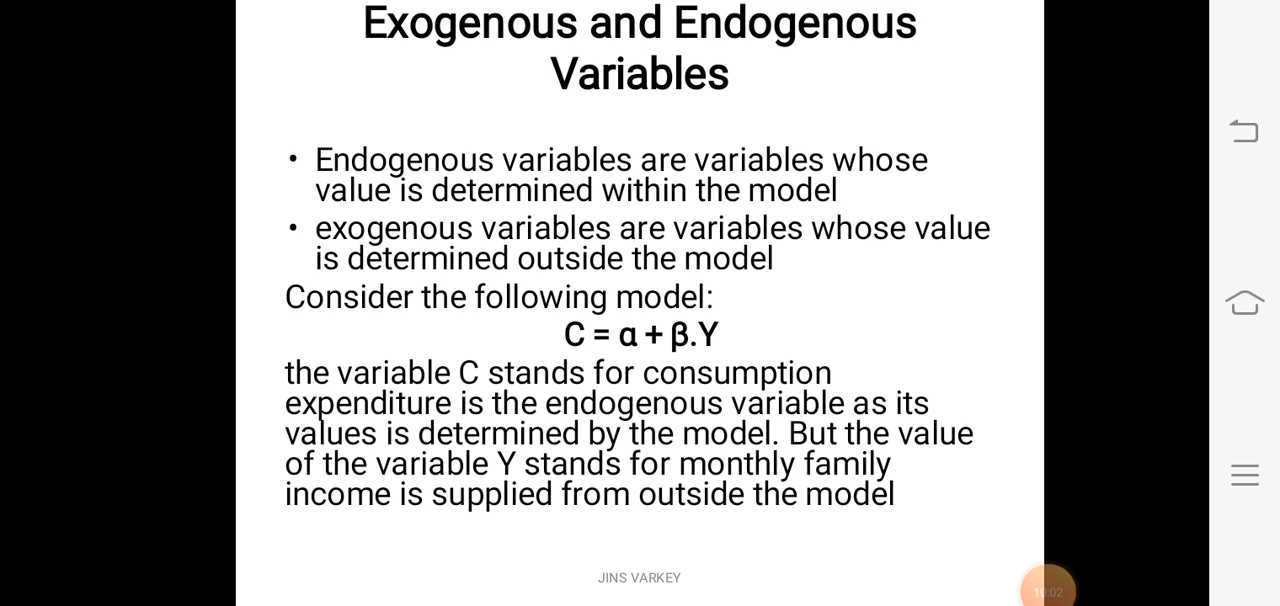 Exogenous and Endogenous
Variables
• Endogenous variables are variables whose
value is determined within the model
• exogenous variables are variables whose value
is determined outside the model
Consider the following model:
C = α + β.Y
the variable C stands for consumption
expenditure is the endogenous variable as its
values is determined by the model. But the value
of the variable Y stands for monthly family
income is supplied from outside the model
JINS VARKEY
10:02